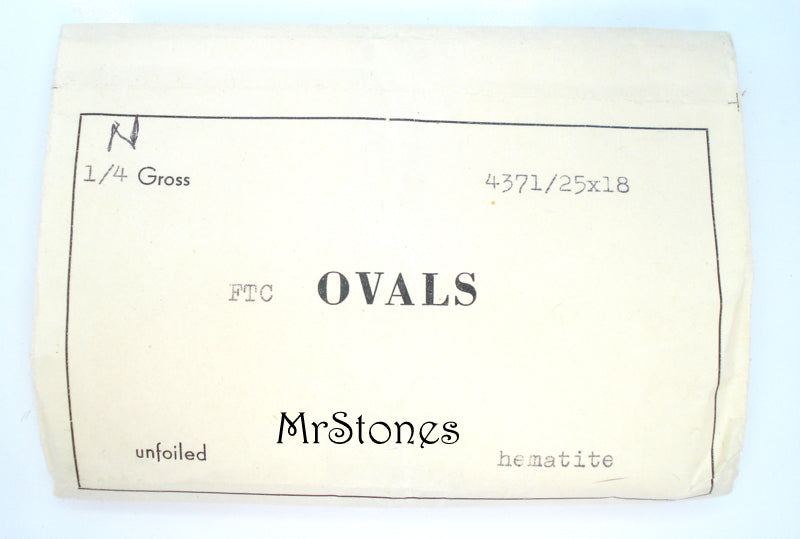 N
1/4 Gross 4371/25x18
FTC OVALS
MrStones
unfoiled hematite